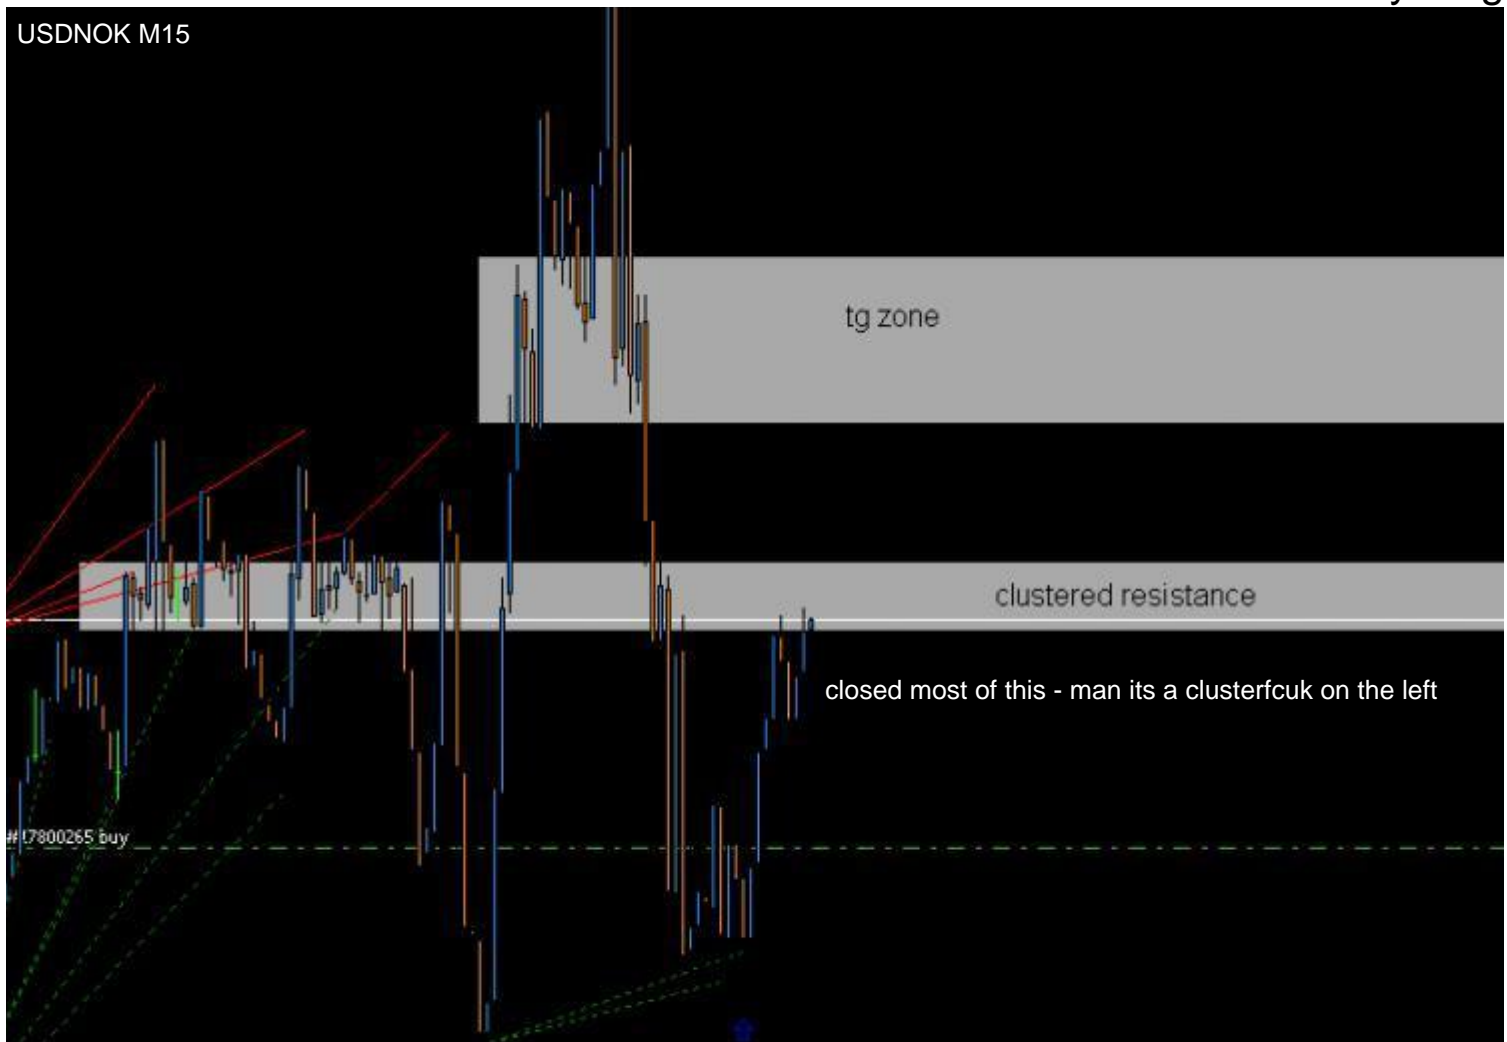 USDNOK M15
tg zone
clustered resistance
closed most of this - man its a clusterfcuk on the left
buy